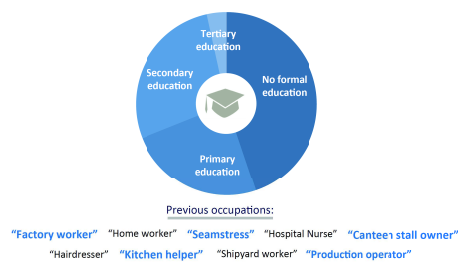 Tertiary
education
No formal
education
Secondary
education
Primary
education
Previous occupations:
“Factory worker” “Home worker” “Seamstress” “Hospital Nurse” “Canteen stall owner”
“Hairdresser” “Kitchen helper” “Shipyard worker” “Production operator”